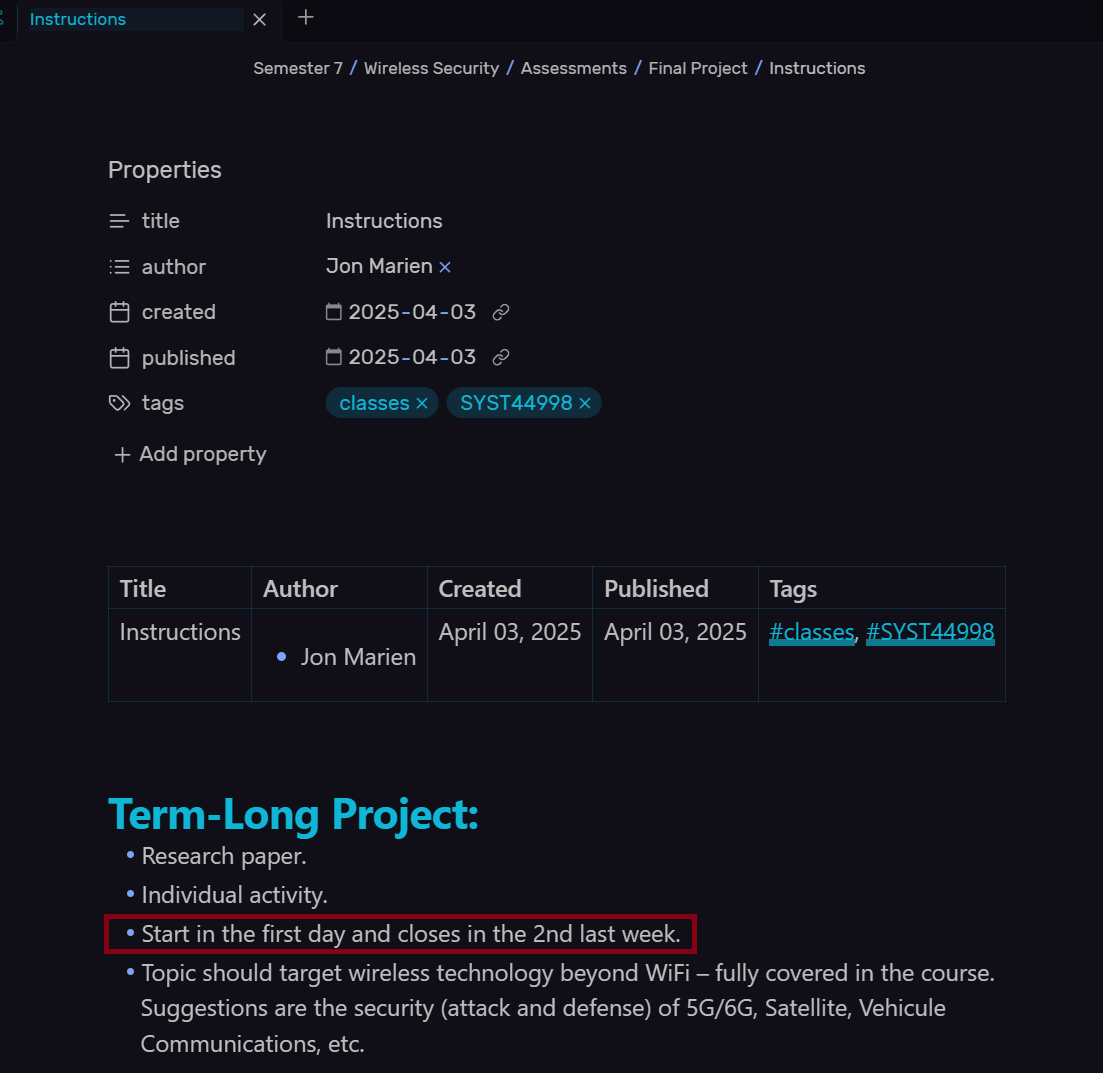 Instructions
Semester 7 / Wireless Security / Assessments / Final Project / Instructions
Properties
title Instructions
author Jon Marien
created 2025-04-03
published 2025-04-03
tags classes SYST44998
Add property
Title Author Created Published Tags
Instructions Jon Marien April 03, 2025 April 03, 2025 #classes, #SYST44998
Term-Long Project:
Research paper.
Individual activity.
Start in the first day and closes in the 2nd last week.
Topic should target wireless technology beyond WiFi – fully covered in the course.
Suggestions are the security (attack and defense) of 5G/6G, Satellite, Vehicule
Communications, etc.